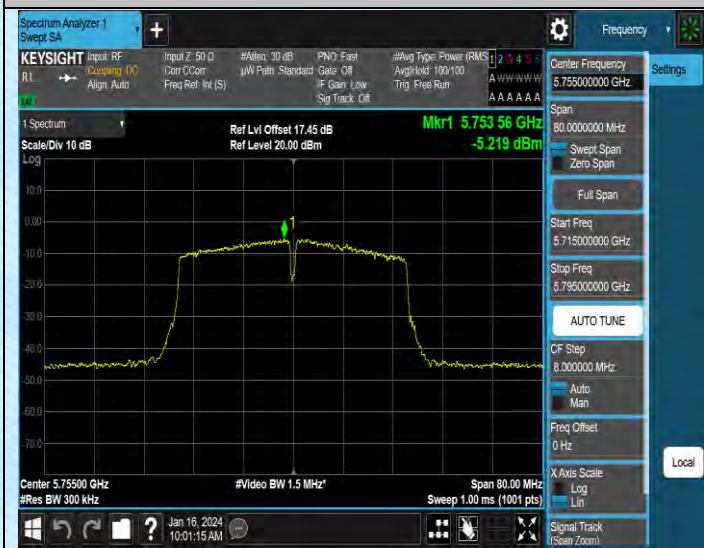 Spectrum Analyzer 1
Swept SA
+
Frequency
KEYSIGHT
RL
Input: RF
Coupling: DC
Align: Auto
Input Z: 50 Ω
Corr CCorr
Freq Ref: Int (S)
#Atten: 30 dB
µW Path: Standard
PNO: Fast
Gate: Off
IF Gain: Low
Sig Track: Off
#Avg Type: Power (RMS
Avg|Hold: 100/100
Trig: Free Run
1 2 3 4 5 6
A W W W W W
A A A A A A
Center Frequency
5.755000000 GHz
Settings
Span
80.0000000 MHz
Swept Span
Zero Span
Full Span
Start Freq
5.715000000 GHz
Stop Freq
5.795000000 GHz
AUTO TUNE
CF Step
8.000000 MHz
Auto
Man
Freq Offset
0 Hz
X Axis Scale
Log
Lin
Signal Track
(Span Zoom)
Local
1 Spectrum
Scale/Div 10 dB
Ref Lvl Offset 17.45 dB
Ref Level 20.00 dBm
Mkr1 5.753 56 GHz
-5.219 dBm
Log
10.0
0.00
-10.0
-20.0
-30.0
-40.0
-50.0
-60.0
-70.0
1
Center 5.75500 GHz
#Res BW 300 kHz
#Video BW 1.5 MHz*
Span 80.00 MHz
Sweep 1.00 ms (1001 pts)
?
Jan 16, 2024
10:01:15 AM